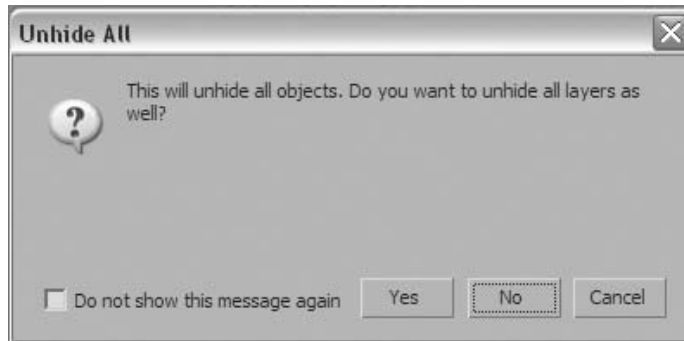 Unhide All
This will unhide all objects. Do you want to unhide all layers as
well?
Do not show this message again
Yes
No
Cancel